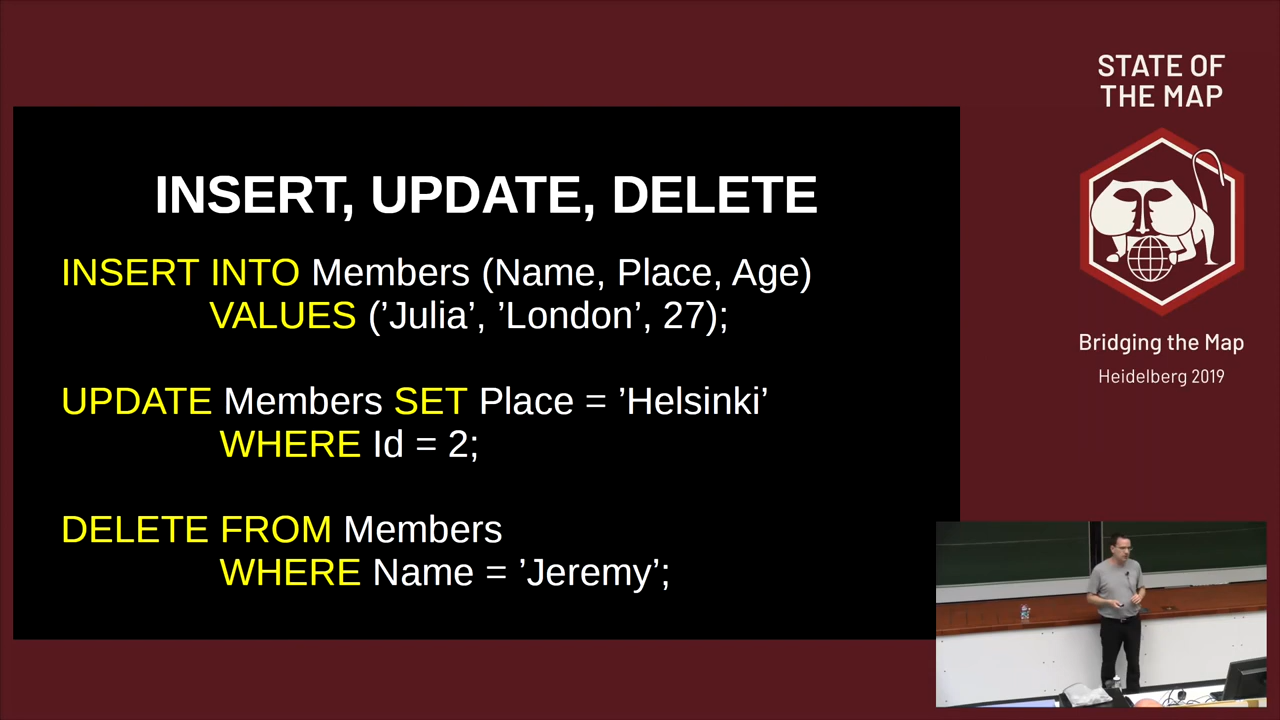 STATE OF
THE MAP
INSERT, UPDATE, DELETE
INSERT INTO Members (Name, Place, Age)
VALUES (’Julia’, ’London’, 27);
UPDATE Members SET Place = ’Helsinki’
WHERE Id = 2;
DELETE FROM Members
WHERE Name = ’Jeremy’;
Bridging the Map
Heidelberg 2019